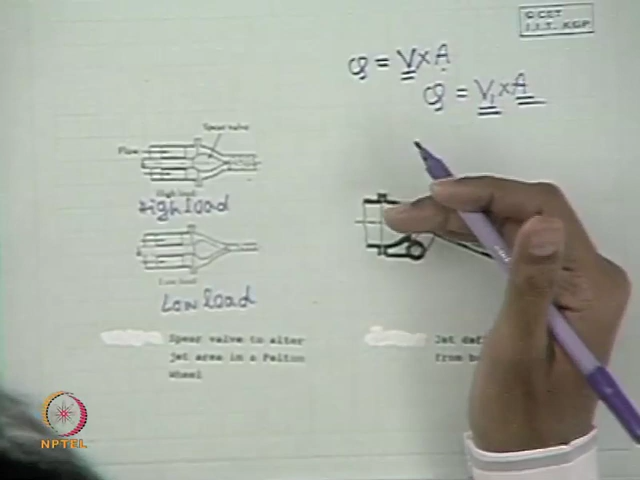 © CET
I.I.T. KGP
Q = V × A
Q = V₁ × A
Spear valve
Flow
High load
High load
Low load
Low load
Spear valve to alter
jet area in a Pelton
Wheel
Jet
from
NPTEL